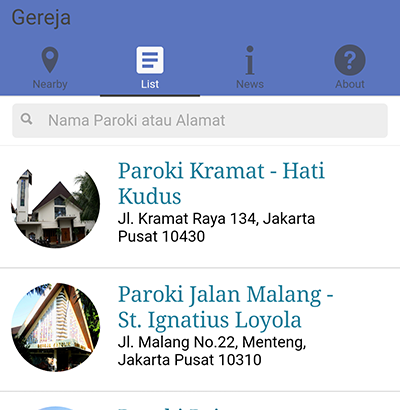 Gereja
Nearby
List
News
About
Nama Paroki atau Alamat
Paroki Kramat - Hati
Kudus
Jl. Kramat Raya 134, Jakarta
Pusat 10430
Paroki Jalan Malang -
St. Ignatius Loyola
Jl. Malang No.22, Menteng,
Jakarta Pusat 10310